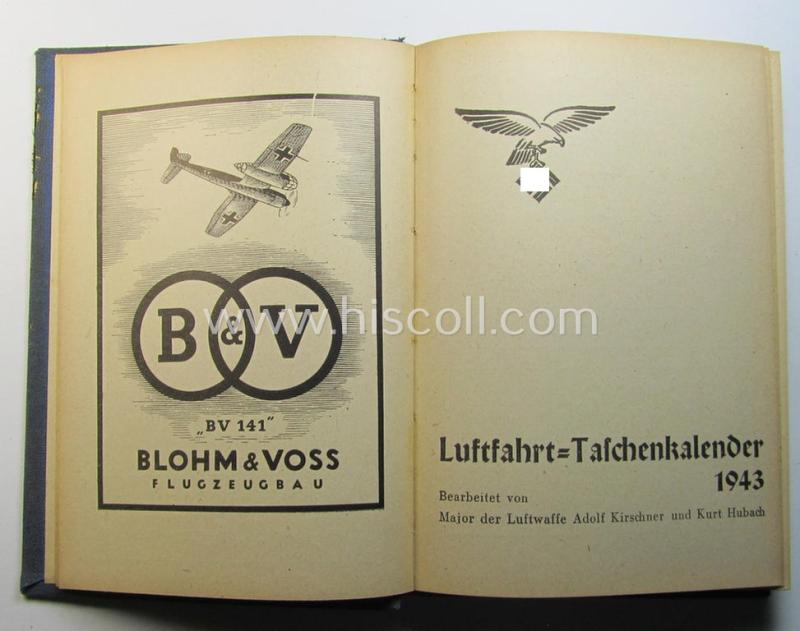 B & V
„BV 141"
BLOHM & VOSS
FLUGZEUGBAU
www.hiscoll.com
Luftfahrt=Taschenkalender
1943
Bearbeitet von
Major der Luftwaffe Adolf Kirschner und Kurt Hubach